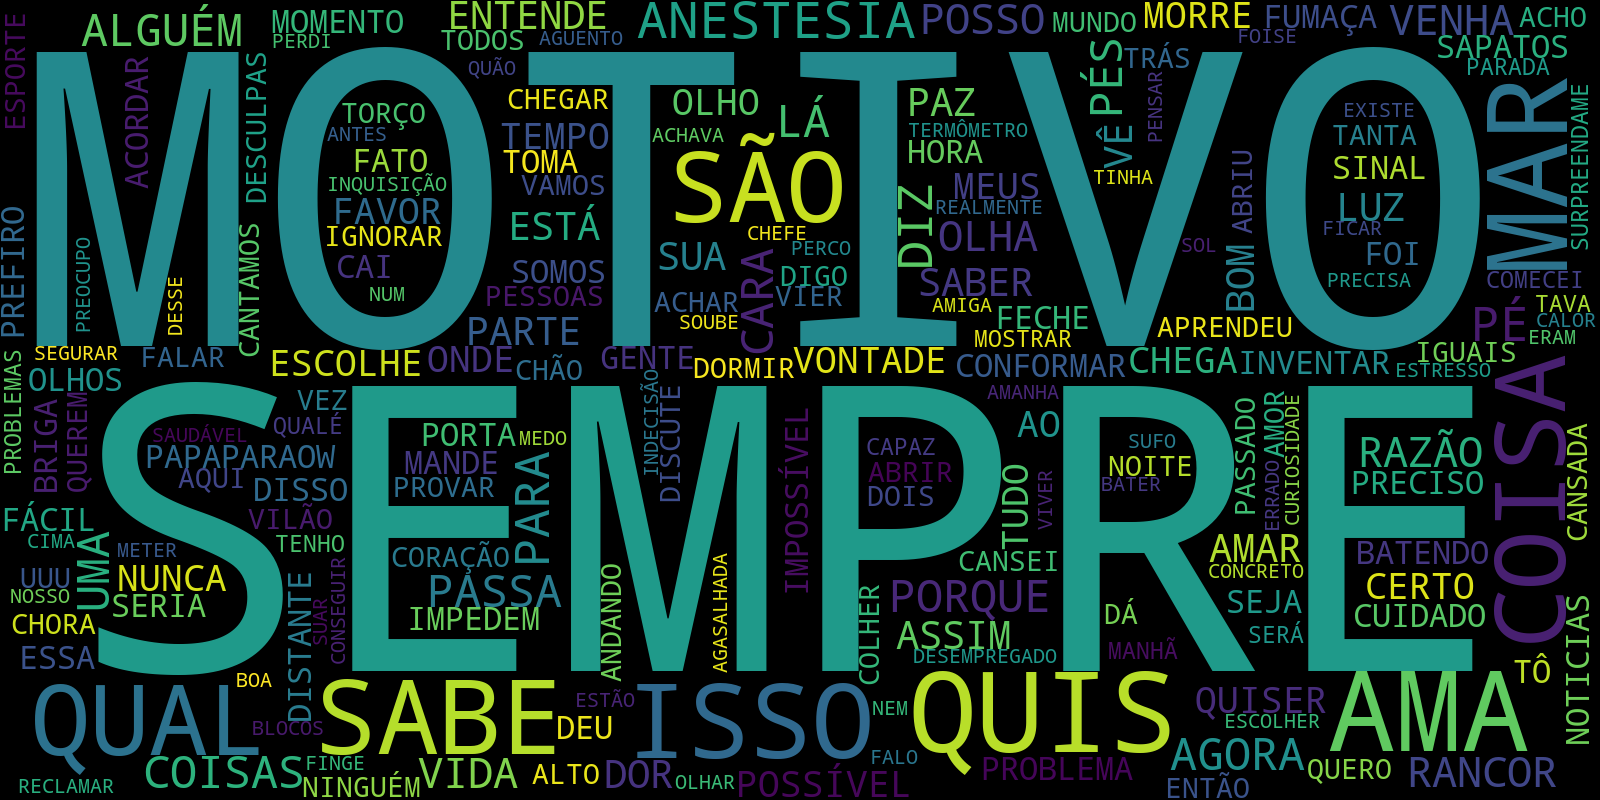 ESPORTE ALGUÉM MOMENTO PERDI ENTENDE TODOS AGUENTO ANESTESIA POSSO MUNDO MORRE FUMAÇA FOISE VENHA ACHO
SAPATOS PARADA
MOTIVO
ACORDAR DESCULPAS QUÃO CHEGAR OLHO LÁ PAZ PÉS TRÁS
TORÇO ANTES FATO INQUISIÇÃO FAVOR IGNORAR CAI NUM
TEMPO TOMA VAMOS ESTÁ SOMOS PESSOAS PARTE
ACHAVA SÃO CHEFE SUA PERCO DIGO ACHAR VIER SOUBE CARA
TERMÔMETRO HORA MEUS REALMENTE DIZ OLHA SABER AMIGA FECHE MOSTRAR
VÊ PENSAR TINHA SOL ABRIU BOM APRENDEU
EXISTE TANTA SINAL LUZ FICAR FOI PRECISA
MAR SURPREENDAME COMECEI PÉ TAVA CALOR ERAM IGUAIS ESTRESSO
PREFIRO PREOCUPO DESSE CANTAMOS
SEGURAR FALAR ESCOLHE ONDE CHÃO GENTE DORMIR VONTADE CONFORMAR CHEGA INVENTAR
PROBLEMAS OLHOS BRIGA QUEREM VEZ QUALÉ INDECISÃO DISCUTE AMANHA AO
SEMPRE
SAUDÁVEL PAPAPARAOW AQUI DISSO VILÃO TENHO
PORTA MEDO MANDE PROVAR PARA CORAÇÃO PASSA IMPEDEM
IMPOSSÍVEL CAPAZ ABRIR DOIS TUDO VIVER CANSEI
SUFO NOITE BATER PASSADO AMOR ERRADO CURIOSIDADE
RAZÃO PRECISO COISA CANSADA
FÁCIL CIMA UMA METER UUU NUNCA NOSSO SERIA CHORA ESSA
DISTANTE SUAR CONSEGUIR ANDANDO AGASALHADA COLHER
PORQUE ASSIM DESEMPREGADO DÁ MANHÃ AMAR CONCRETO SEJA SERÁ
BATENDO CERTO CUIDADO NOTICIAS
BOA QUAL BLOCOS SABE ESTÃO DEU ISSO NEM QUIS QUISER ESCOLHER AMA TÔ
RECLAMAR COISAS FINGE NINGUÉM VIDA ALTO DOR OLHAR POSSÍVEL FALO PROBLEMA AGORA ENTÃO QUERO RANCOR